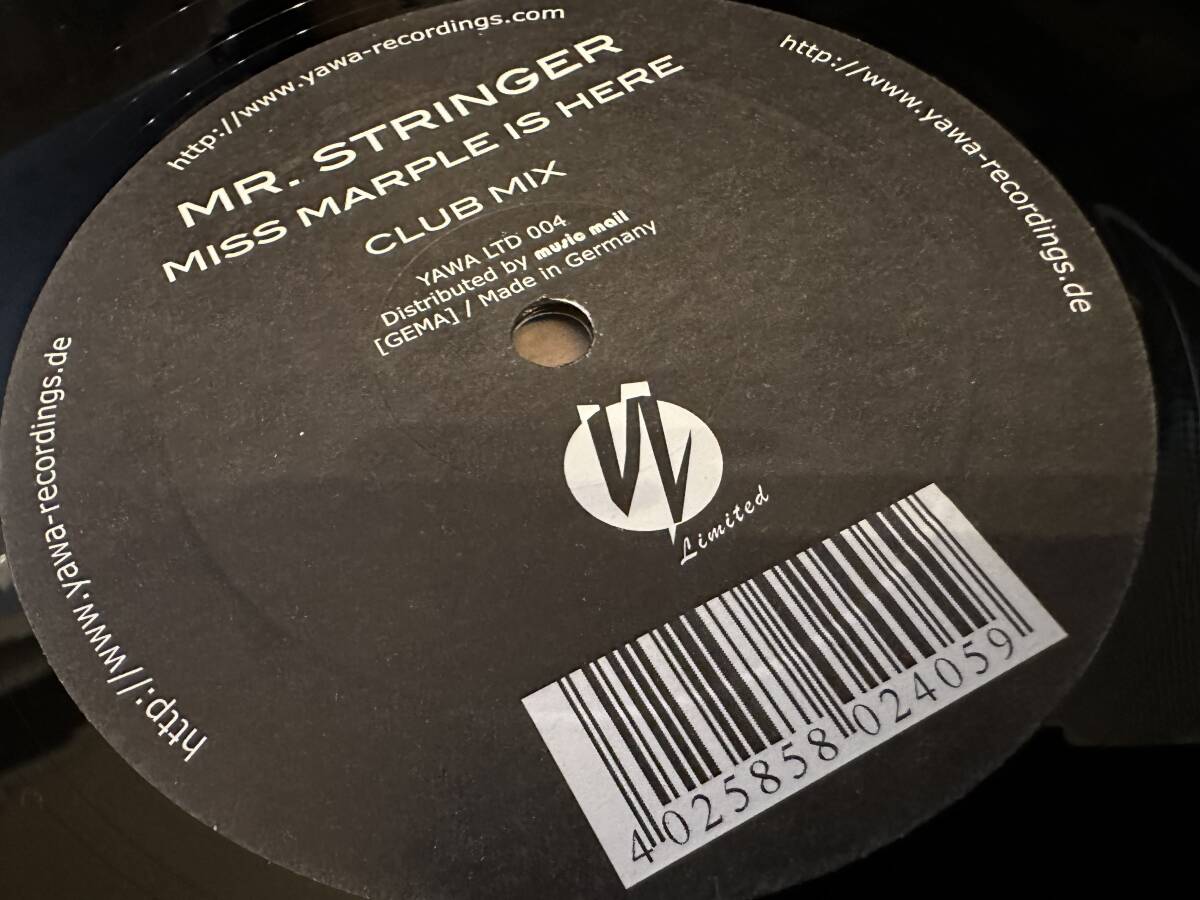 http://www.yawa-recordings.com
http://www.yawa-recordings.de
MR. STRINGER
MISS MARPLE IS HERE
CLUB MIX
YAWA LTD 004
Distributed by music mail
[GEMA] / Made in Germany
http://www.yawa-recordings.de
Limited
4 025858 024059